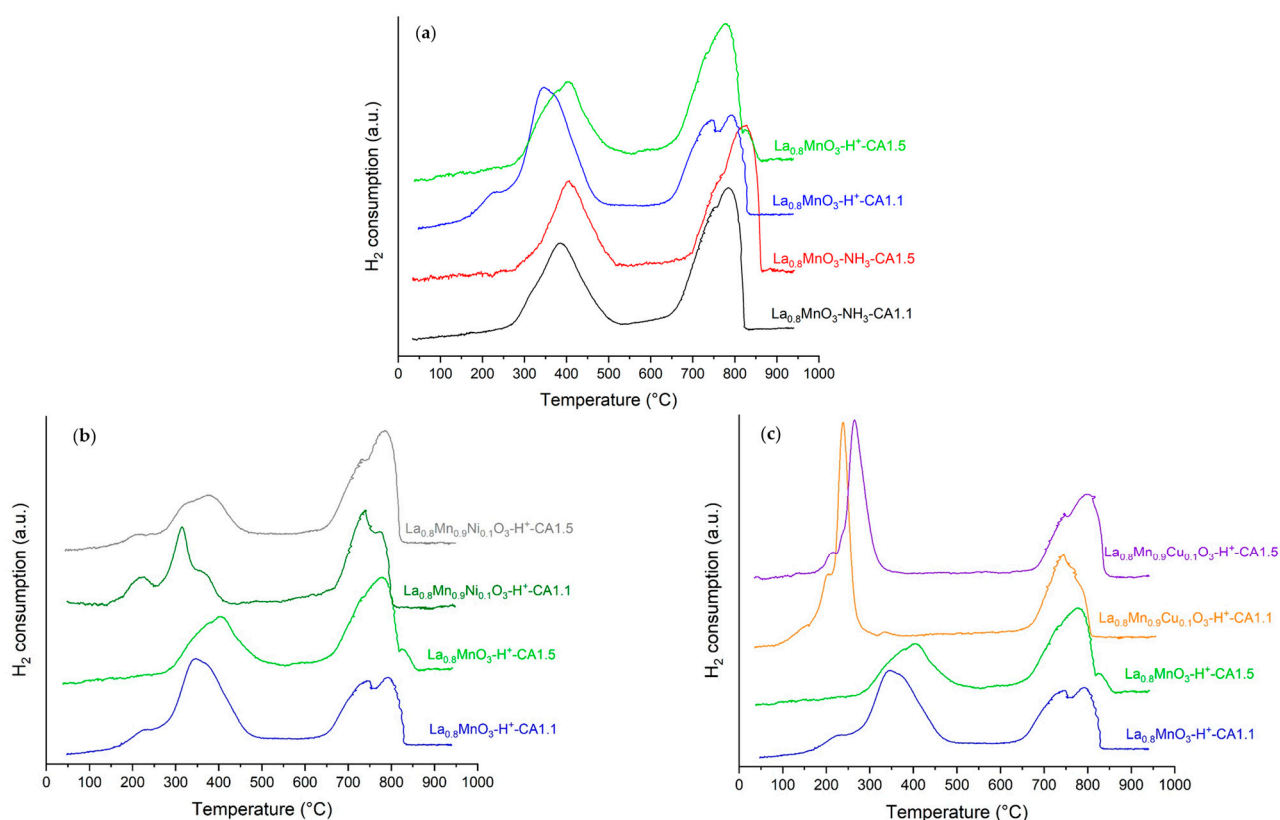 (a)
H₂ consumption (a.u.)
La₀.₈MnO₃-H⁺-CA1.5
La₀.₈MnO₃-H⁺-CA1.1
La₀.₈MnO₃-NH₃-CA1.5
La₀.₈MnO₃-NH₃-CA1.1
0 100 200 300 400 500 600 700 800 900 1000
Temperature (°C)
(b)
H₂ consumption (a.u.)
La₀.₈Mn₀.₉Ni₀.₁O₃-H⁺-CA1.5
La₀.₈Mn₀.₉Ni₀.₁O₃-H⁺-CA1.1
La₀.₈MnO₃-H⁺-CA1.5
La₀.₈MnO₃-H⁺-CA1.1
0 100 200 300 400 500 600 700 800 900 1000
Temperature (°C)
(c)
H₂ consumption (a.u.)
La₀.₈Mn₀.₉Cu₀.₁O₃-H⁺-CA1.5
La₀.₈Mn₀.₉Cu₀.₁O₃-H⁺-CA1.1
La₀.₈MnO₃-H⁺-CA1.5
La₀.₈MnO₃-H⁺-CA1.1
0 100 200 300 400 500 600 700 800 900 1000
Temperature (°C)